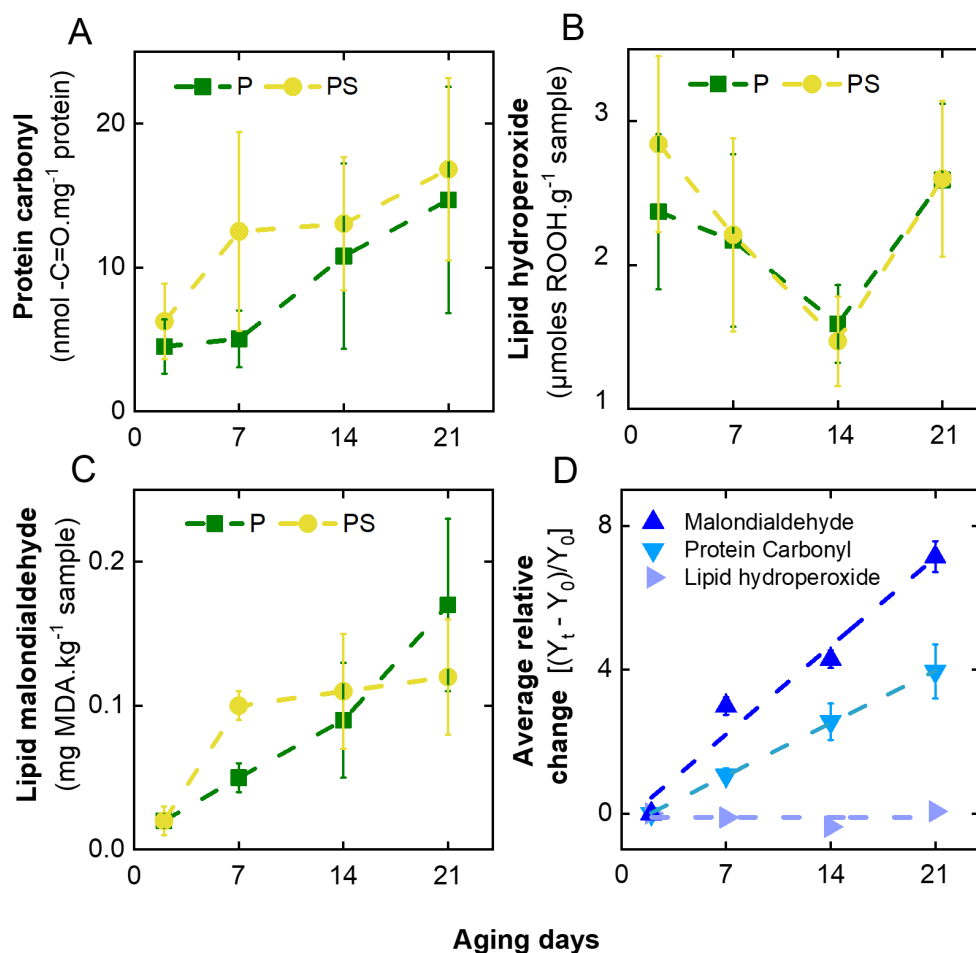 A
Protein carbonyl
(nmol -C=O.mg⁻¹ protein)
P
PS
20
10
0
0
7
14
21
B
Lipid hydroperoxide
(µmoles ROOH.g⁻¹ sample)
P
PS
3
2
1
0
7
14
21
C
Lipid malondialdehyde
(mg MDA.kg⁻¹ sample)
P
PS
0.2
0.1
0.0
0
7
14
21
D
Average relative
change [(Yₜ - Y₀)/Y₀]
Malondialdehyde
Protein Carbonyl
Lipid hydroperoxide
8
4
0
0
7
14
21
Aging days